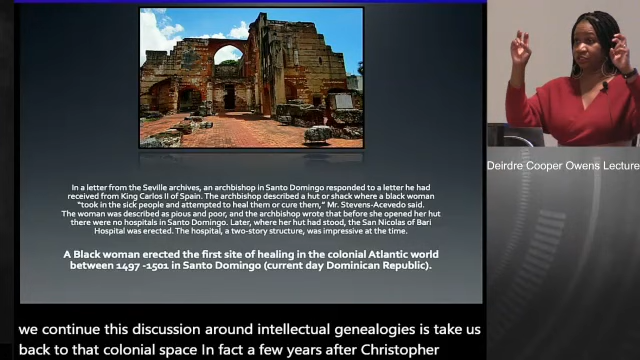 Deirdre Cooper Owens Lecture
In a letter from the Seville archives, an archbishop in Santo Domingo responded to a letter he had
received from King Carlos II of Spain. The archbishop described a hut or shack where a black woman
"took in the sick people and attempted to heal them or cure them," Mr. Stevens-Acevedo said.
The woman was described as pious and poor, and the archbishop wrote that before she opened her hut
there were no hospitals in Santo Domingo. Later, where her hut had stood, the San Nicolas of Bari
Hospital was erected. The hospital, a two-story structure, was impressive at the time.
A Black woman erected the first site of healing in the colonial Atlantic world
between 1497 -1501 in Santo Domingo (current day Dominican Republic).
we continue this discussion around intellectual genealogies is take us
back to that colonial space In fact a few years after Christopher